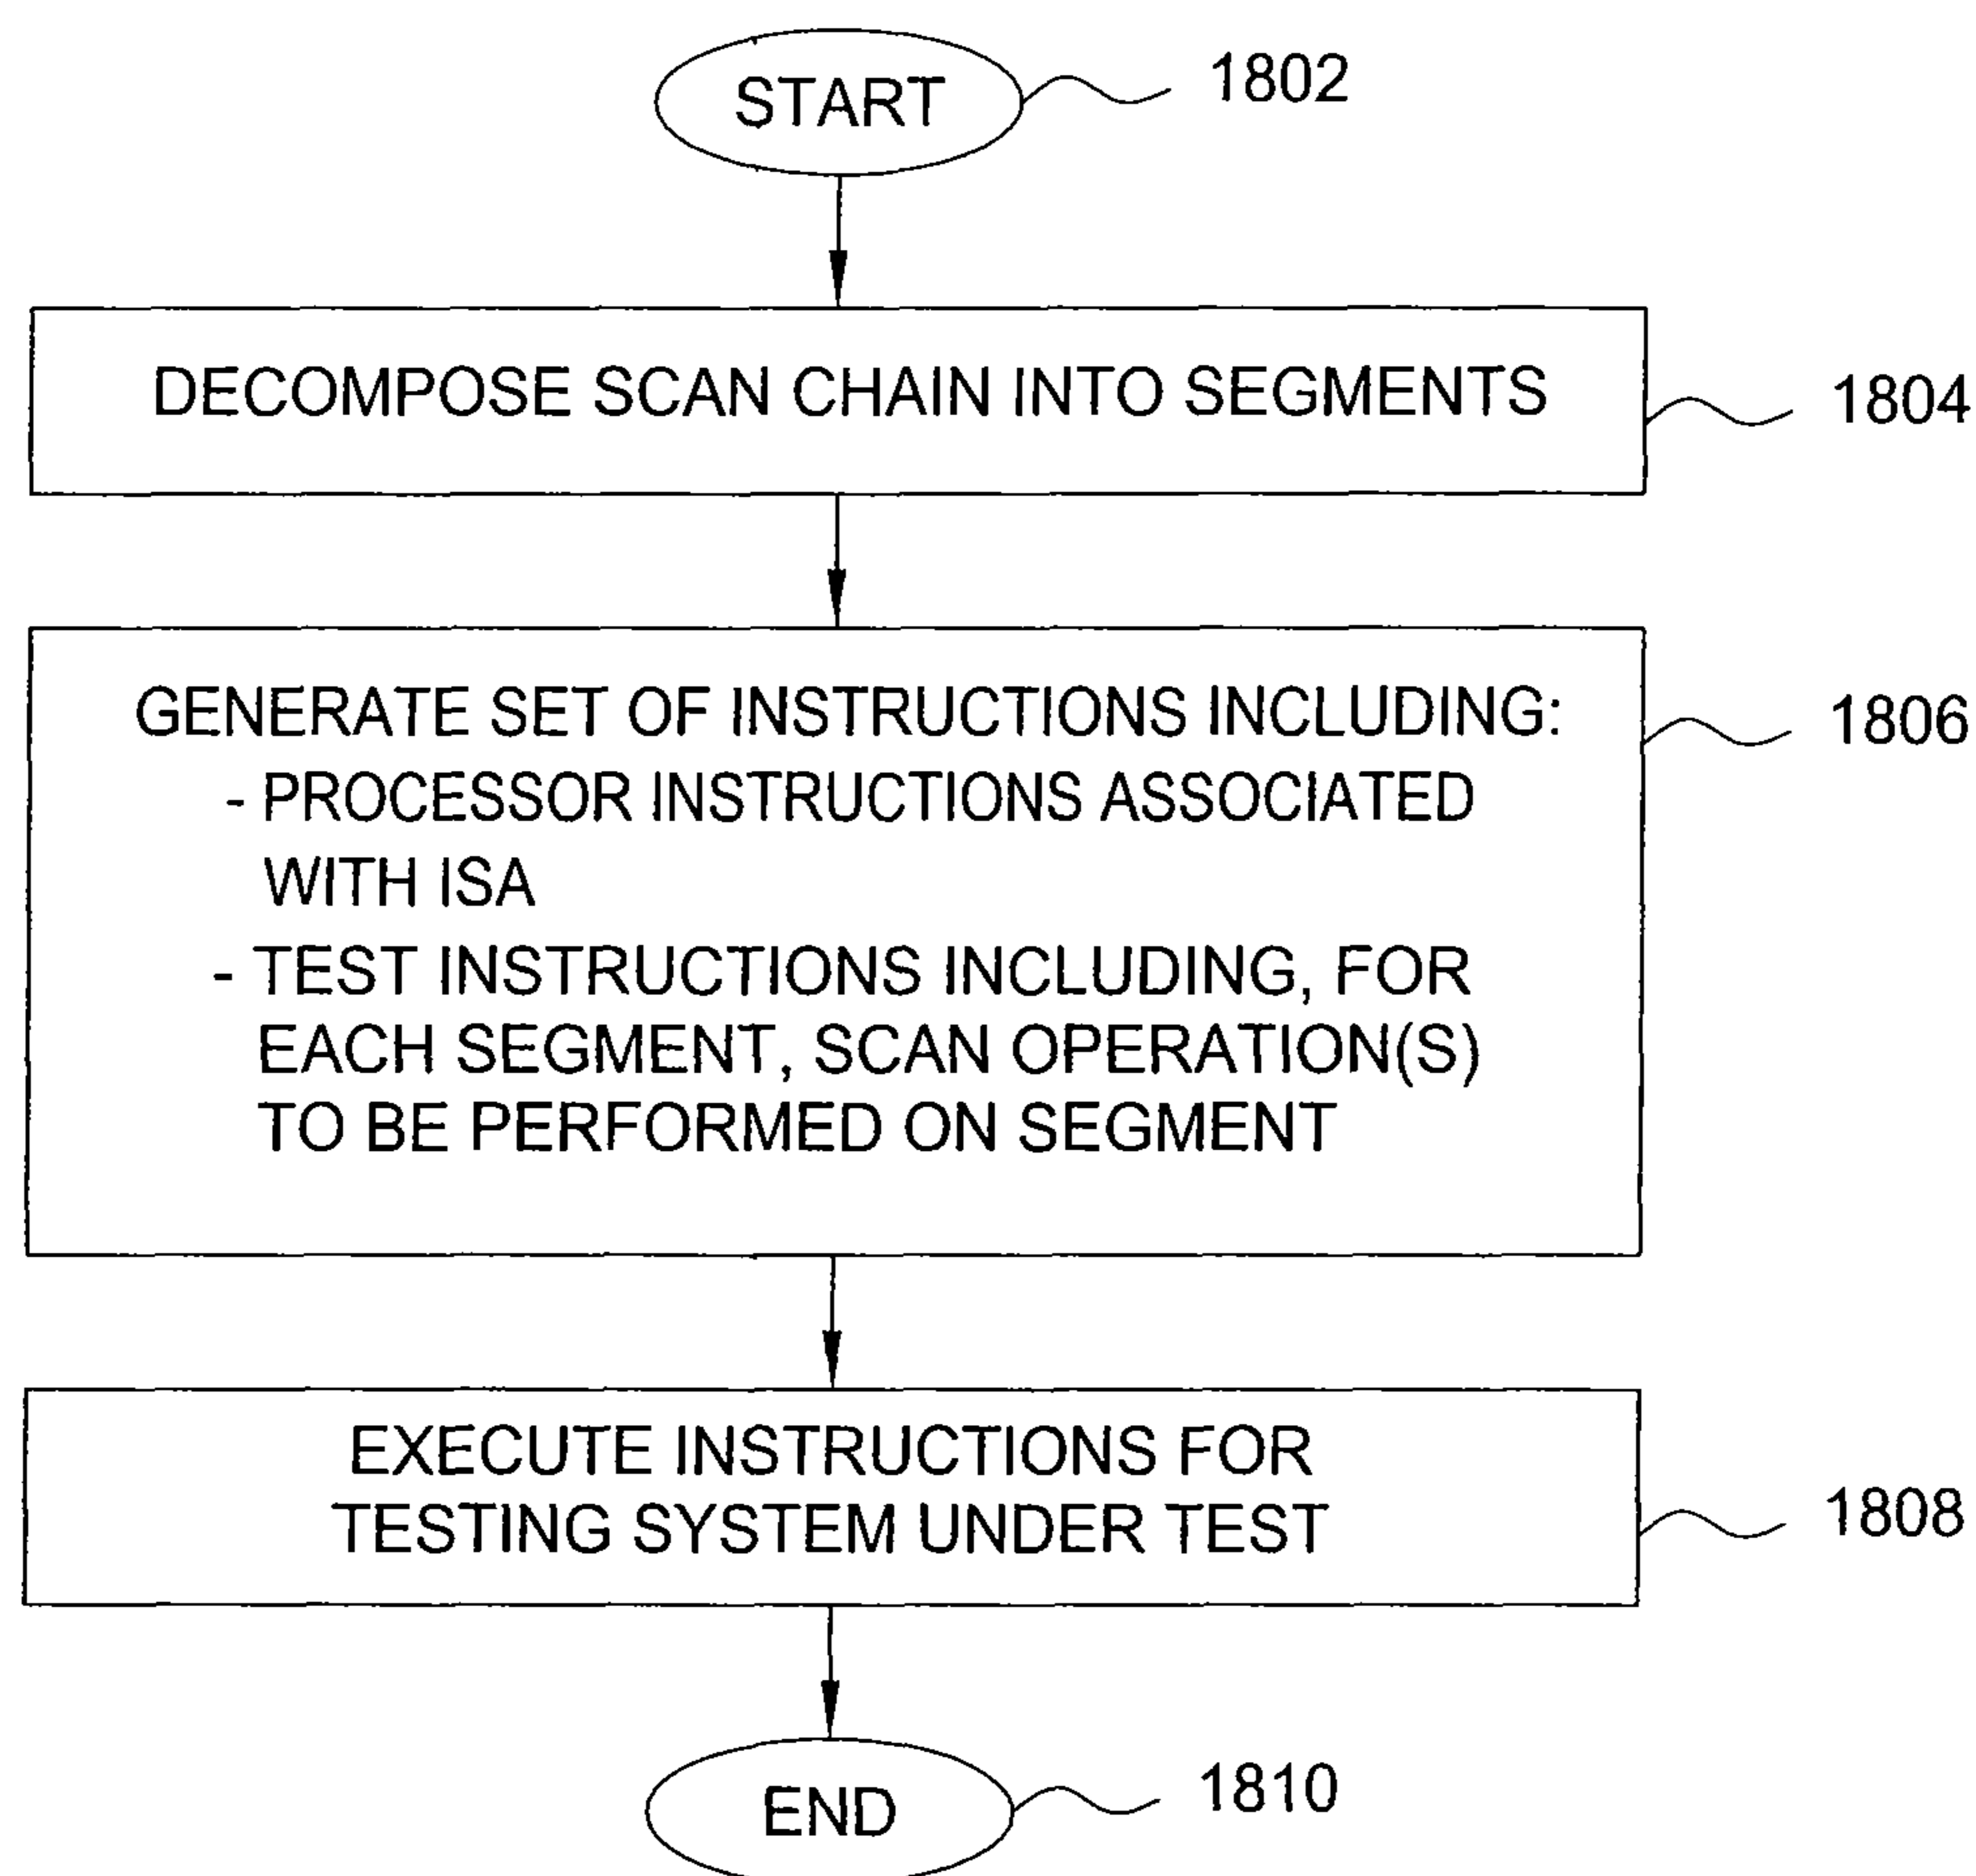 START
1802
DECOMPOSE SCAN CHAIN INTO SEGMENTS
1804
GENERATE SET OF INSTRUCTIONS INCLUDING:
1806
- PROCESSOR INSTRUCTIONS ASSOCIATED
WITH ISA
- TEST INSTRUCTIONS INCLUDING, FOR
EACH SEGMENT, SCAN OPERATION(S)
TO BE PERFORMED ON SEGMENT
EXECUTE INSTRUCTIONS FOR
TESTING SYSTEM UNDER TEST
1808
END
1810